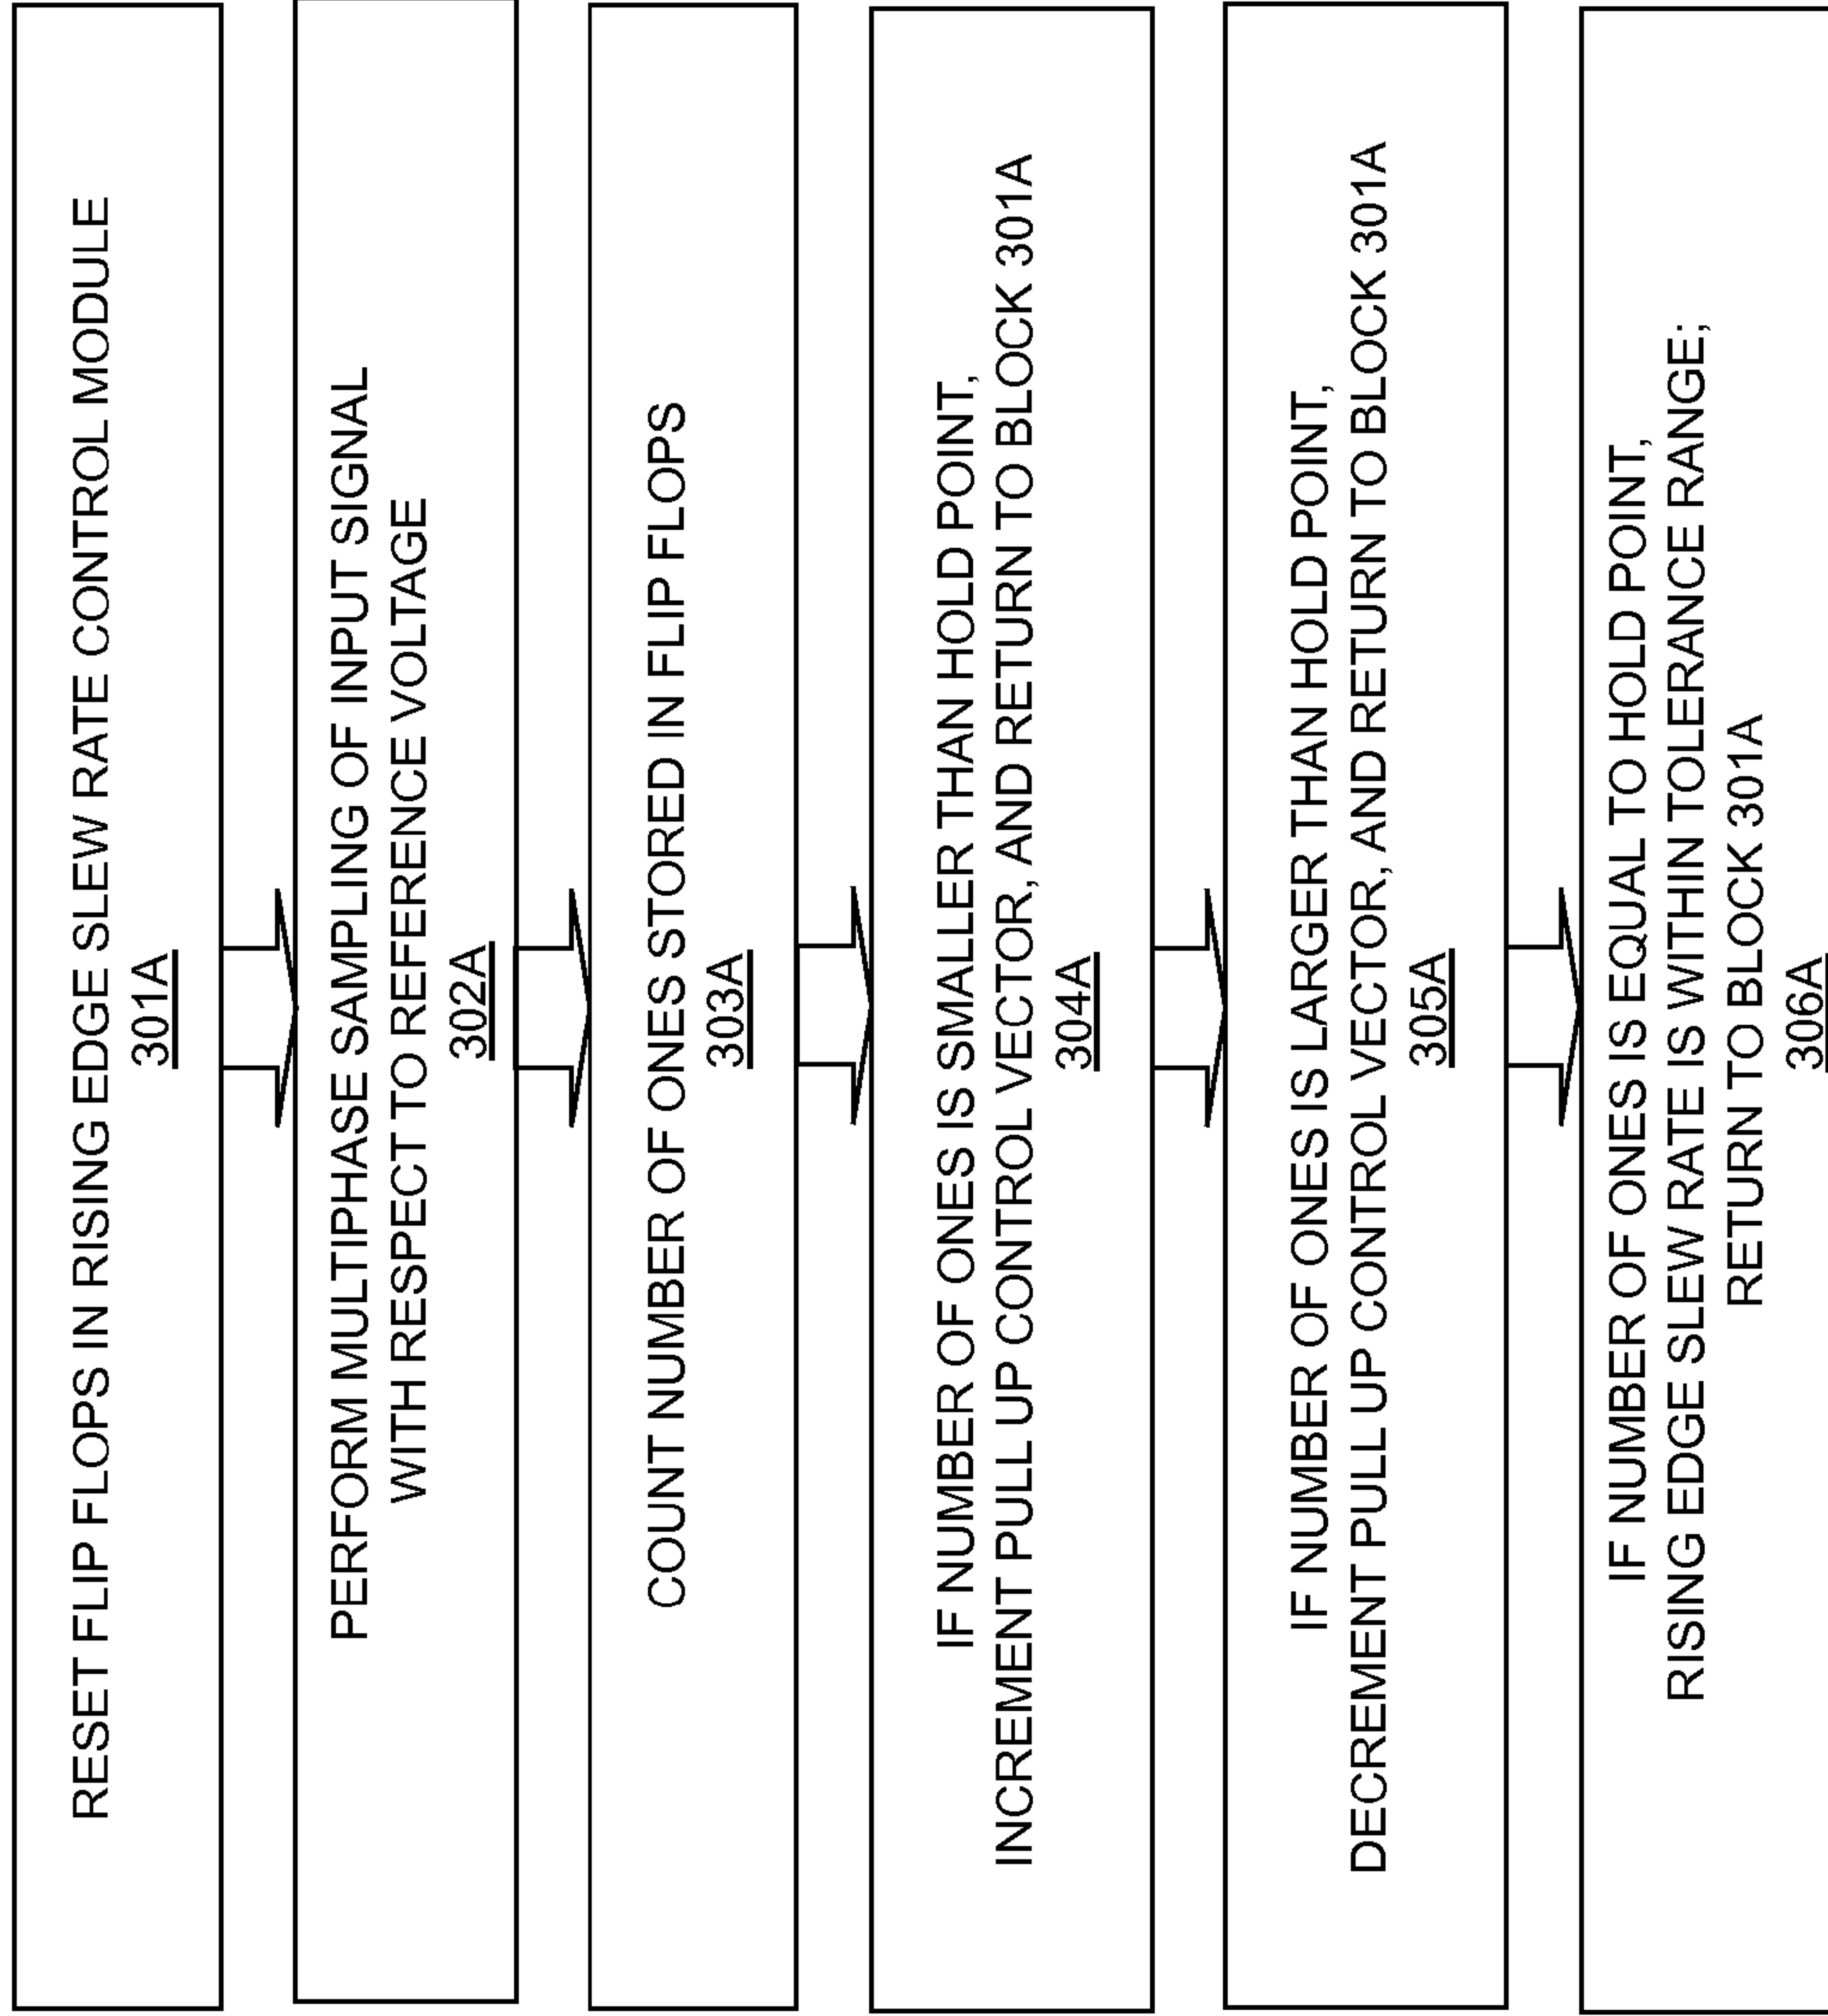 RESET FLIP FLOPS IN RISING EDGE SLEW RATE CONTROL MODULE
301A
PERFORM MULTIPHASE SAMPLING OF INPUT SIGNAL
WITH RESPECT TO REFERENCE VOLTAGE
302A
COUNT NUMBER OF ONES STORED IN FLIP FLOPS
303A
IF NUMBER OF ONES IS SMALLER THAN HOLD POINT,
INCREMENT PULL UP CONTROL VECTOR, AND RETURN TO BLOCK 301A
304A
IF NUMBER OF ONES IS LARGER THAN HOLD POINT,
DECREMENT PULL UP CONTROL VECTOR, AND RETURN TO BLOCK 301A
305A
IF NUMBER OF ONES IS EQUAL TO HOLD POINT,
RISING EDGE SLEW RATE IS WITHIN TOLERANCE RANGE;
RETURN TO BLOCK 301A
306A